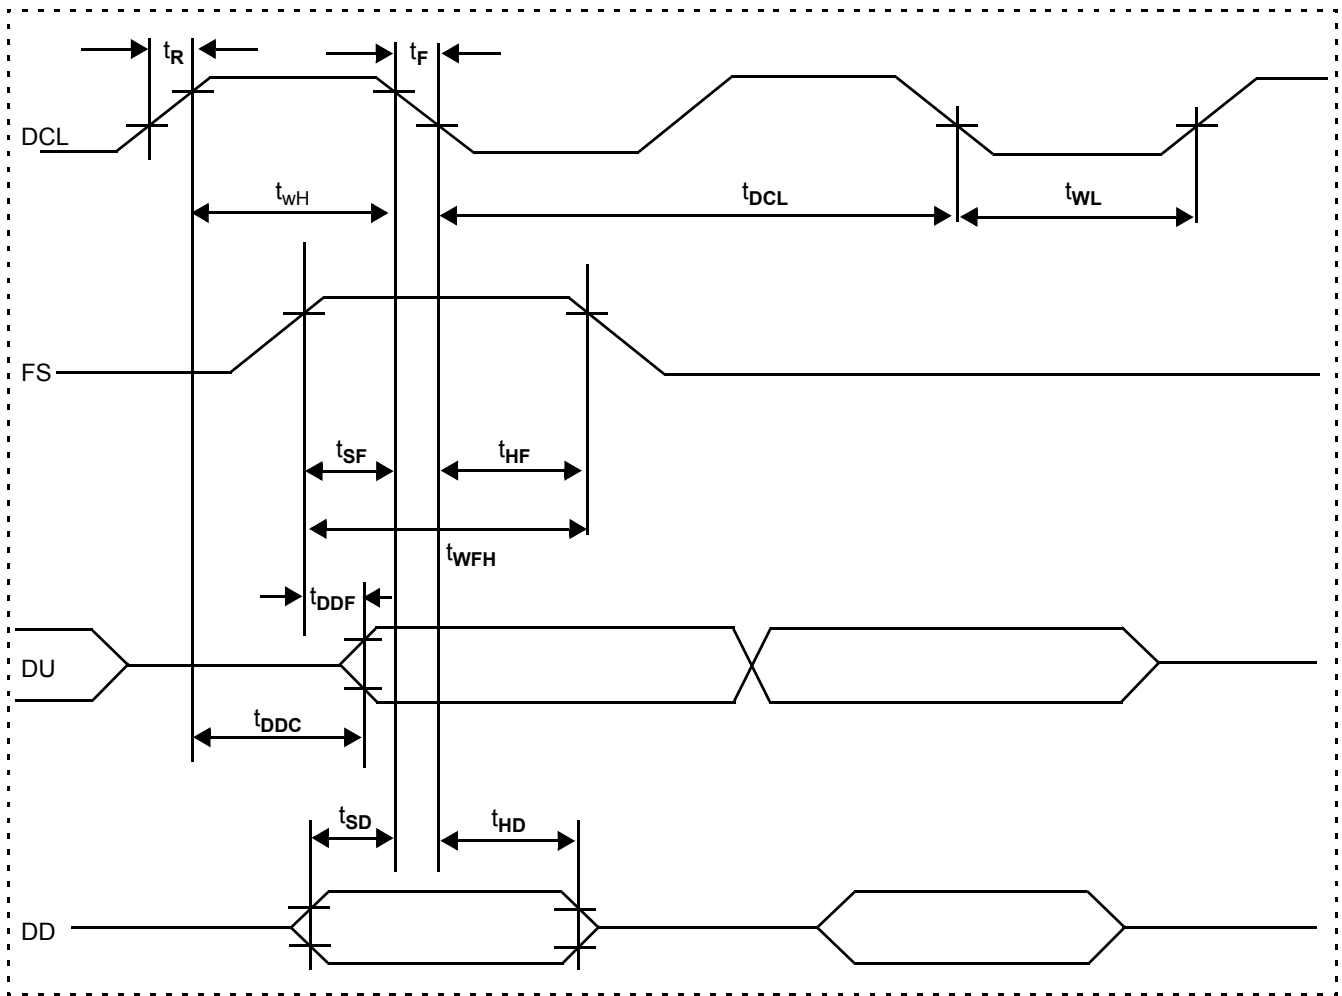 tR
tF
DCL
twH
tDCL
tWL
FS
tSF
tHF
tWFH
tDDF
DU
tDDC
tSD
tHD
DD